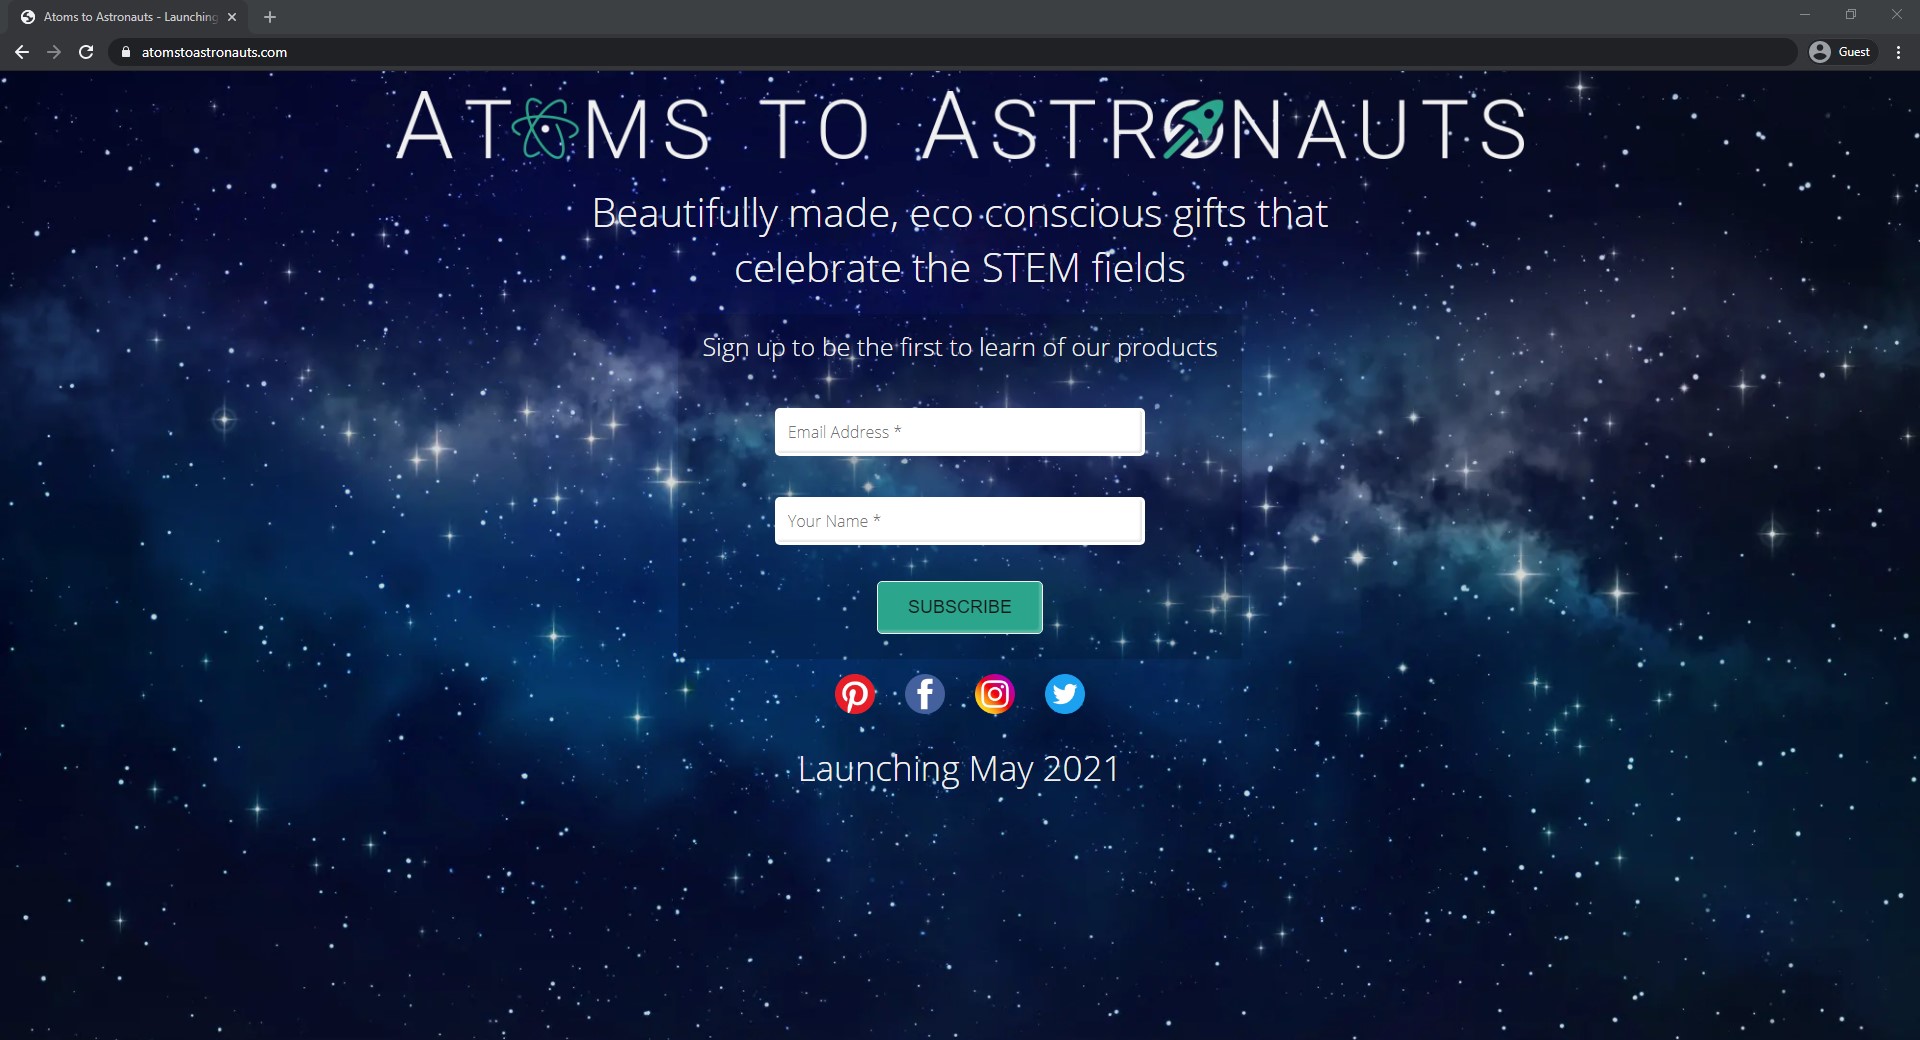 Atoms to Astronauts - Launching
atomstoastronauts.com
Guest
ATOMS TO ASTRONAUTS
Beautifully made, eco conscious gifts that
celebrate the STEM fields
Sign up to be the first to learn of our products
Email Address *
Your Name *
SUBSCRIBE
Launching May 2021